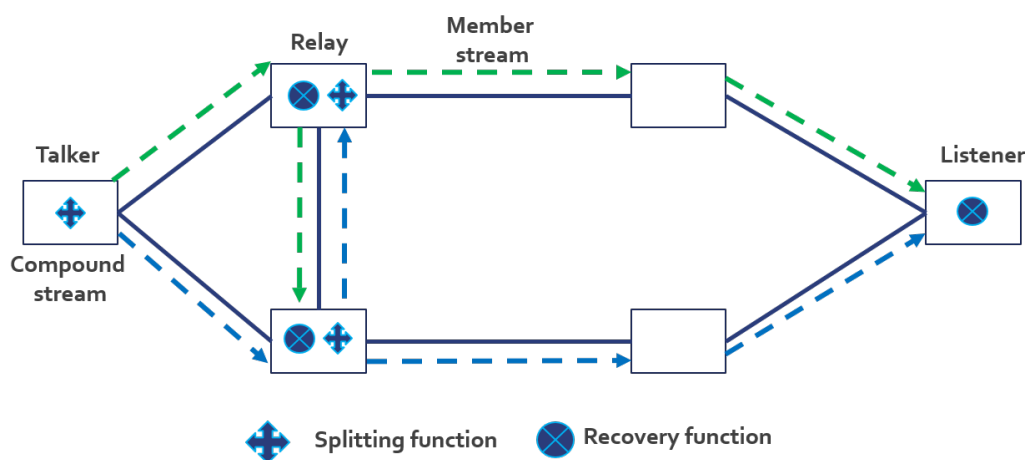 Member
stream
Relay
Talker
Listener
Compound
stream
Splitting function
Recovery function